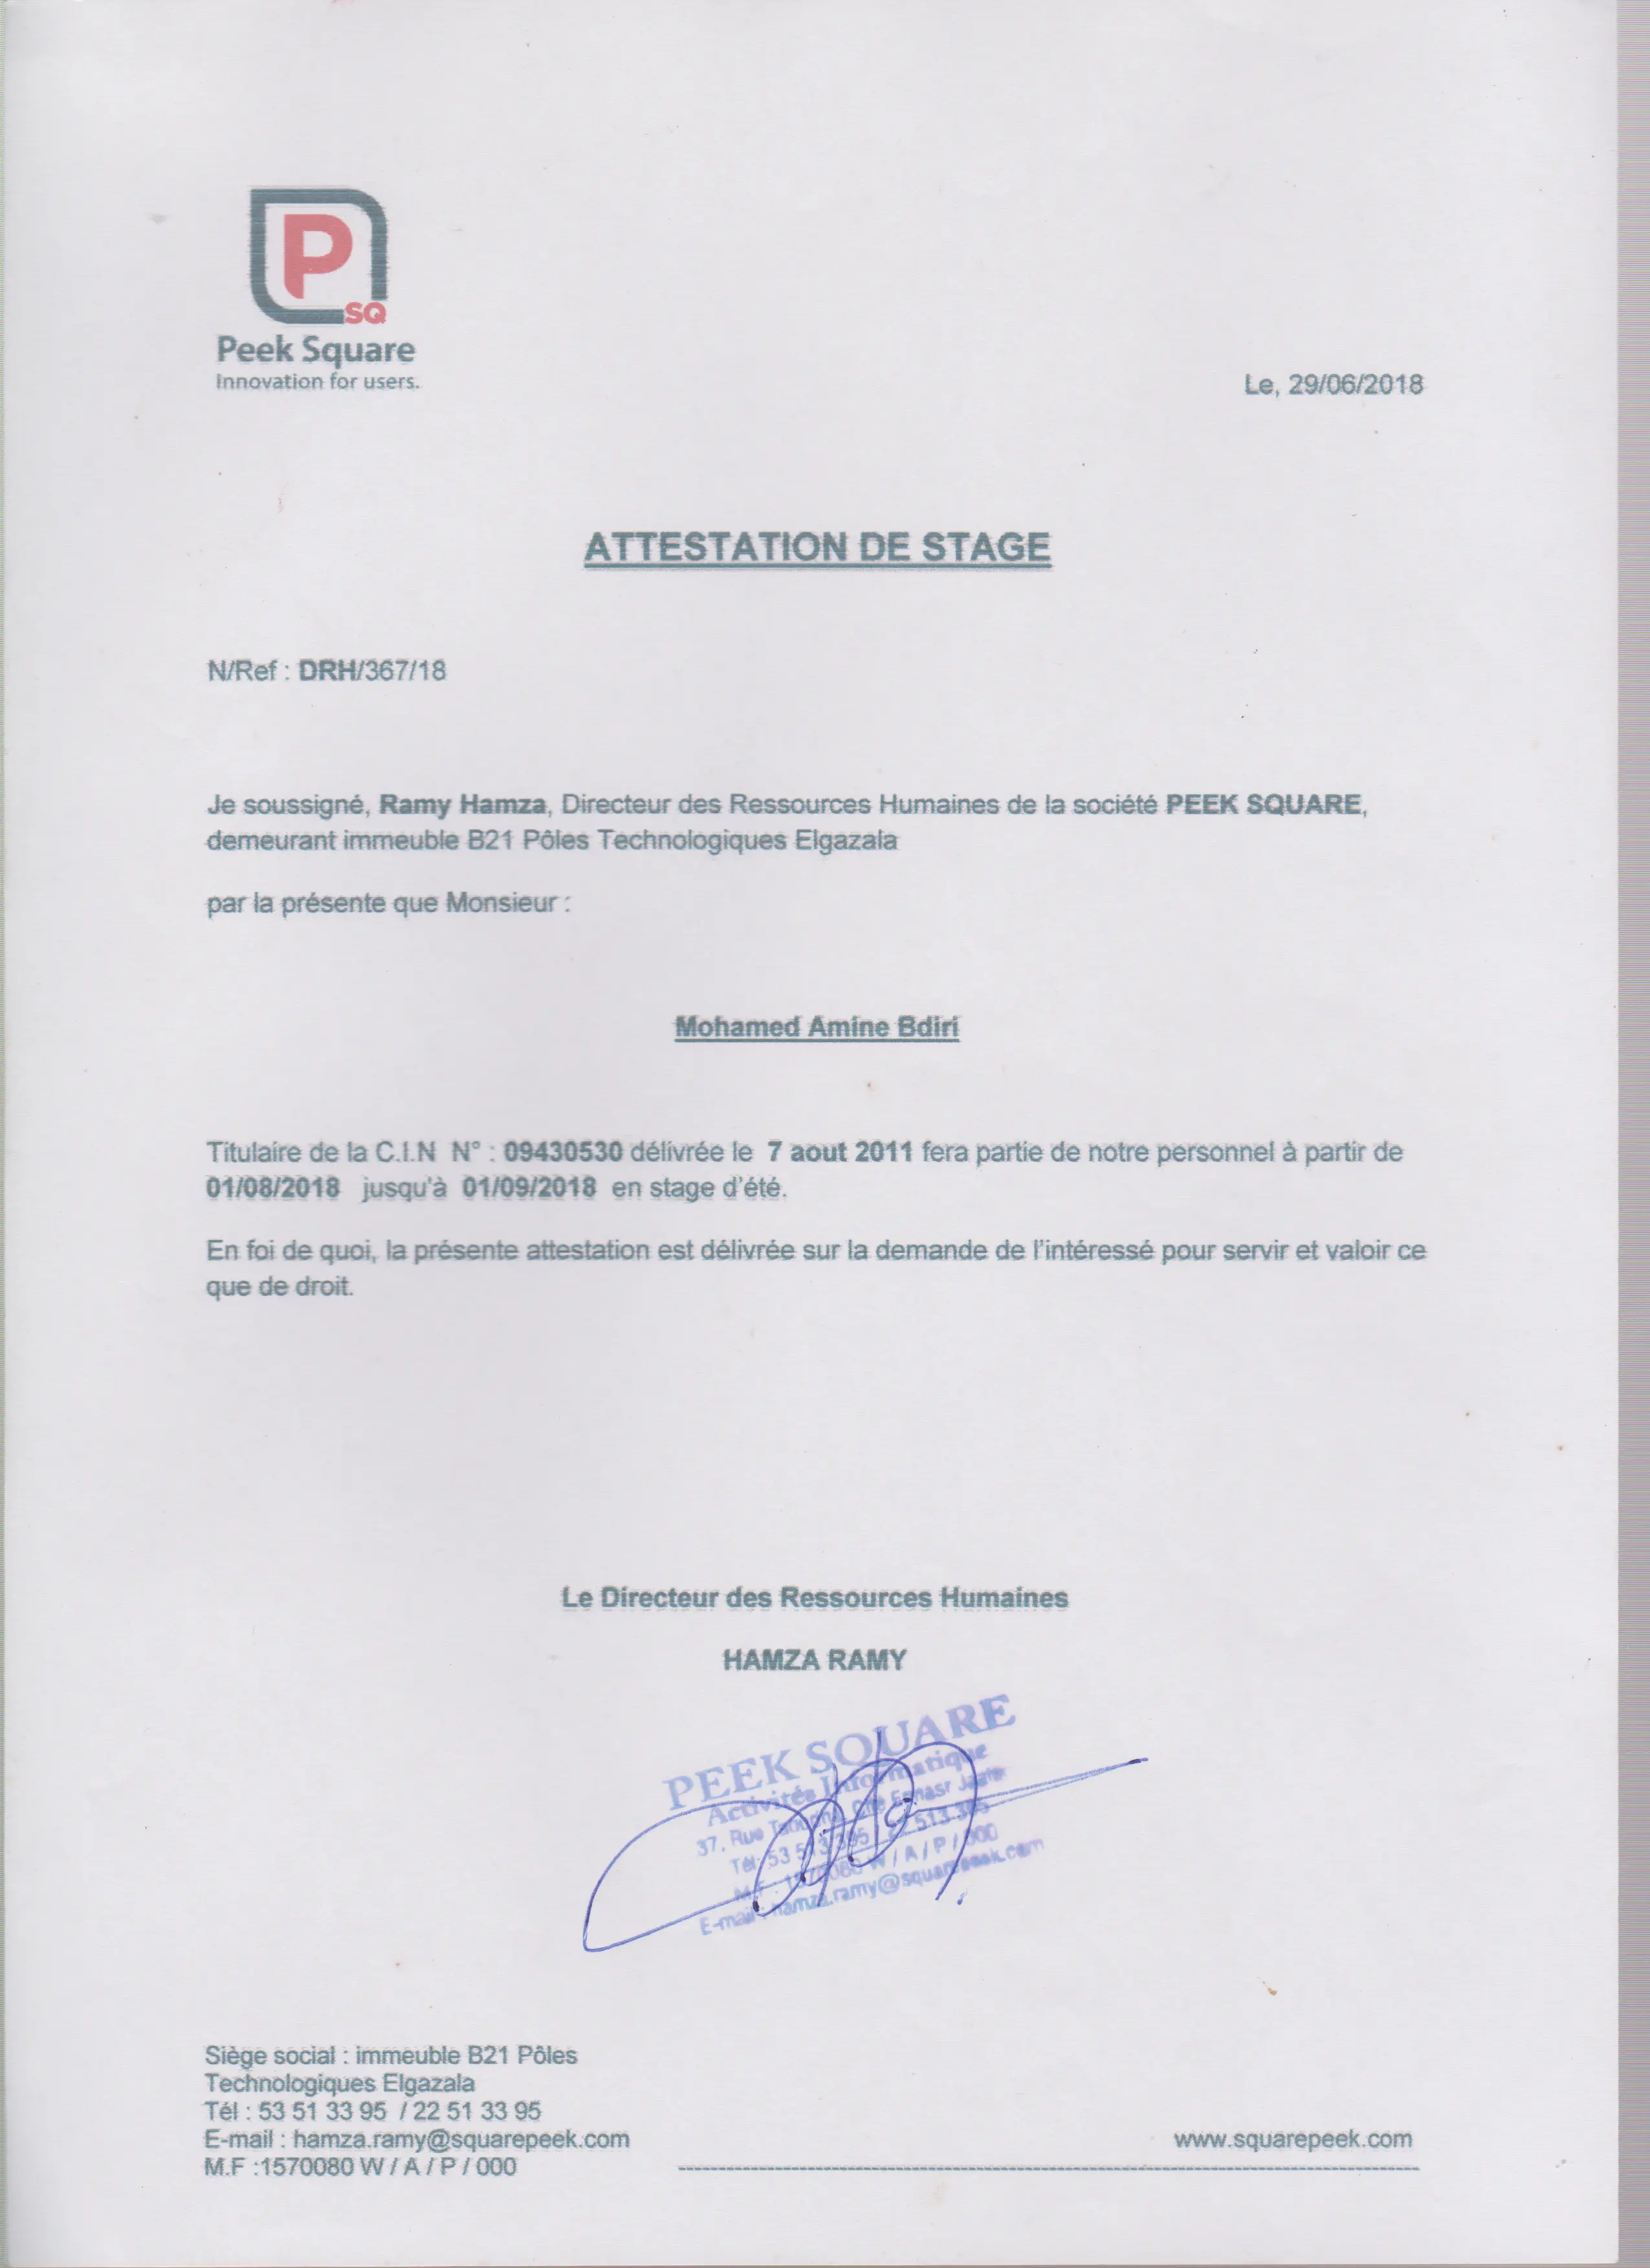 P
SQ
Peek Square
Innovation for users.
Le, 29/06/2018
ATTESTATION DE STAGE
N/Ref : DRH/367/18
Je soussigné, Ramy Hamza, Directeur des Ressources Humaines de la société PEEK SQUARE,
demeurant immeuble B21 Pôles Technologiques Elgazala
par la présente que Monsieur :
Mohamed Amine Bdiri
Titulaire de la C.I.N N° : 09430530 délivrée le 7 aout 2011 fera partie de notre personnel à partir de
01/08/2018 jusqu'à 01/09/2018 en stage d'été.
En foi de quoi, la présente attestation est délivrée sur la demande de l'intéressé pour servir et valoir ce
que de droit.
Le Directeur des Ressources Humaines
HAMZA RAMY
PEEK SQUARE
Activités Informatique
37, Rue Cité Ennasr
Tél: 53 513 395 / 513.395
M.F : 1570080 W / A / P / 000
E-mail : hamza.ramy@squarepeek.com
Siège social : immeuble B21 Pôles
Technologiques Elgazala
Tél : 53 51 33 95 / 22 51 33 95
E-mail : hamza.ramy@squarepeek.com
M.F :1570080 W / A / P / 000
www.squarepeek.com